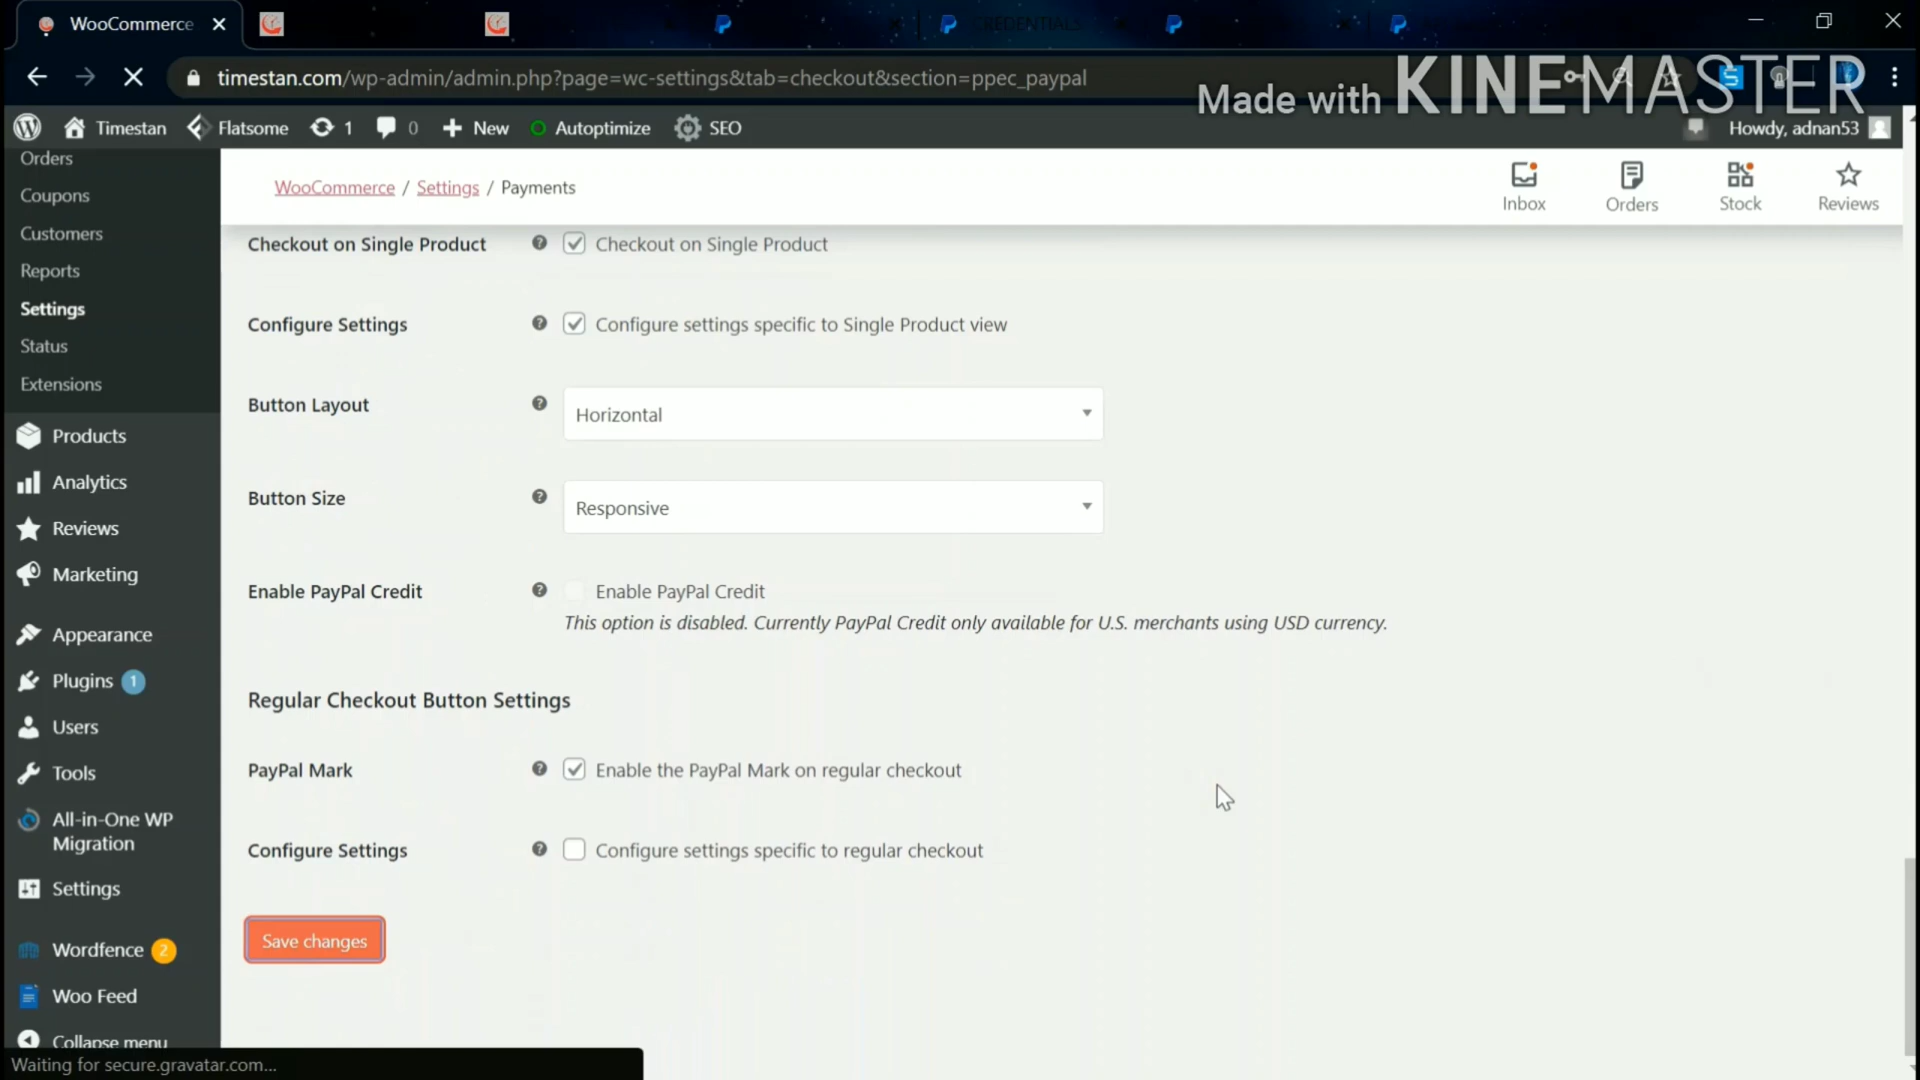 WooCommerce
CREDENTIALS
timestan.com/wp-admin/admin.php?page=wc-settings&tab=checkout&section=ppec_paypal
Made with KINEMASTER
Timestan Flatsome 1 0 New Autoptimize SEO Howdy, adnan53
Orders
Coupons
Customers
Reports
Settings
Status
Extensions
Products
Analytics
Reviews
Marketing
Appearance
Plugins 1
Users
Tools
All-in-One WP
Migration
Settings
Wordfence 2
Woo Feed
Collapse menu
Waiting for secure.gravatar.com...
WooCommerce / Settings / Payments
Inbox
Orders
Stock
Reviews
Checkout on Single Product Checkout on Single Product
Configure Settings Configure settings specific to Single Product view
Button Layout Horizontal
Button Size Responsive
Enable PayPal Credit Enable PayPal Credit
This option is disabled. Currently PayPal Credit only available for U.S. merchants using USD currency.
Regular Checkout Button Settings
PayPal Mark Enable the PayPal Mark on regular checkout
Configure Settings Configure settings specific to regular checkout
Save changes